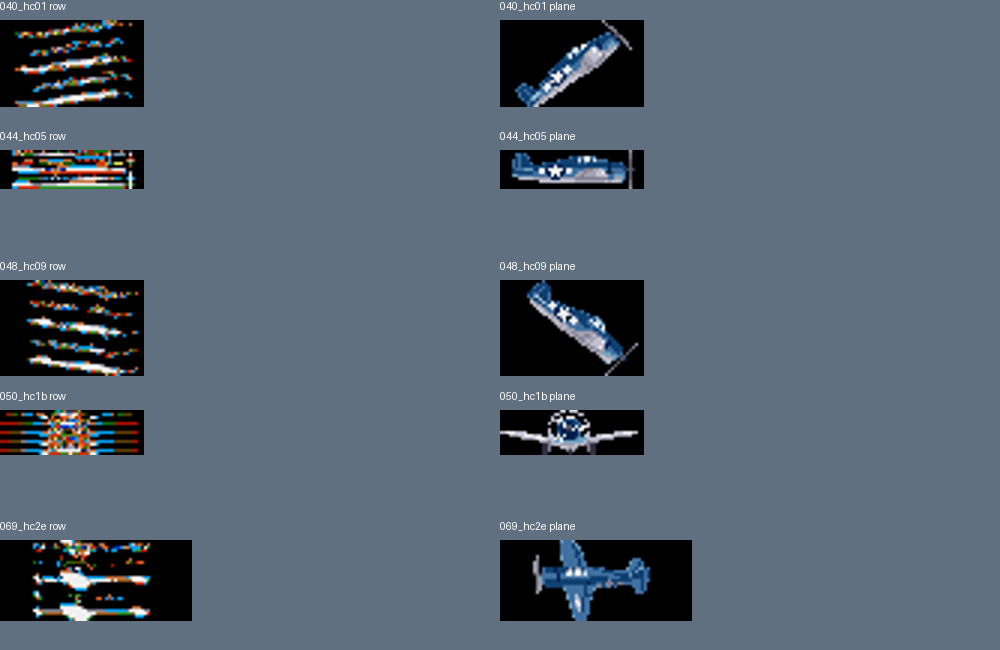 040_hc01 row
040_hc01 plane
044_hc05 row
044_hc05 plane
048_hc09 row
048_hc09 plane
050_hc1b row
050_hc1b plane
069_hc2e row
069_hc2e plane